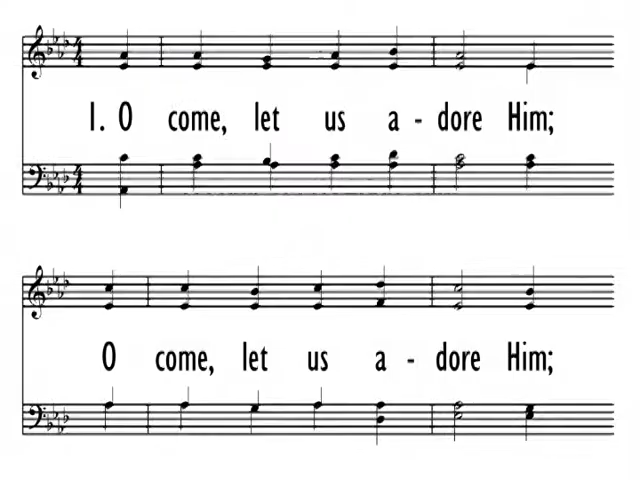 1. O come, let us a - dore Him;
O come, let us a - dore Him;